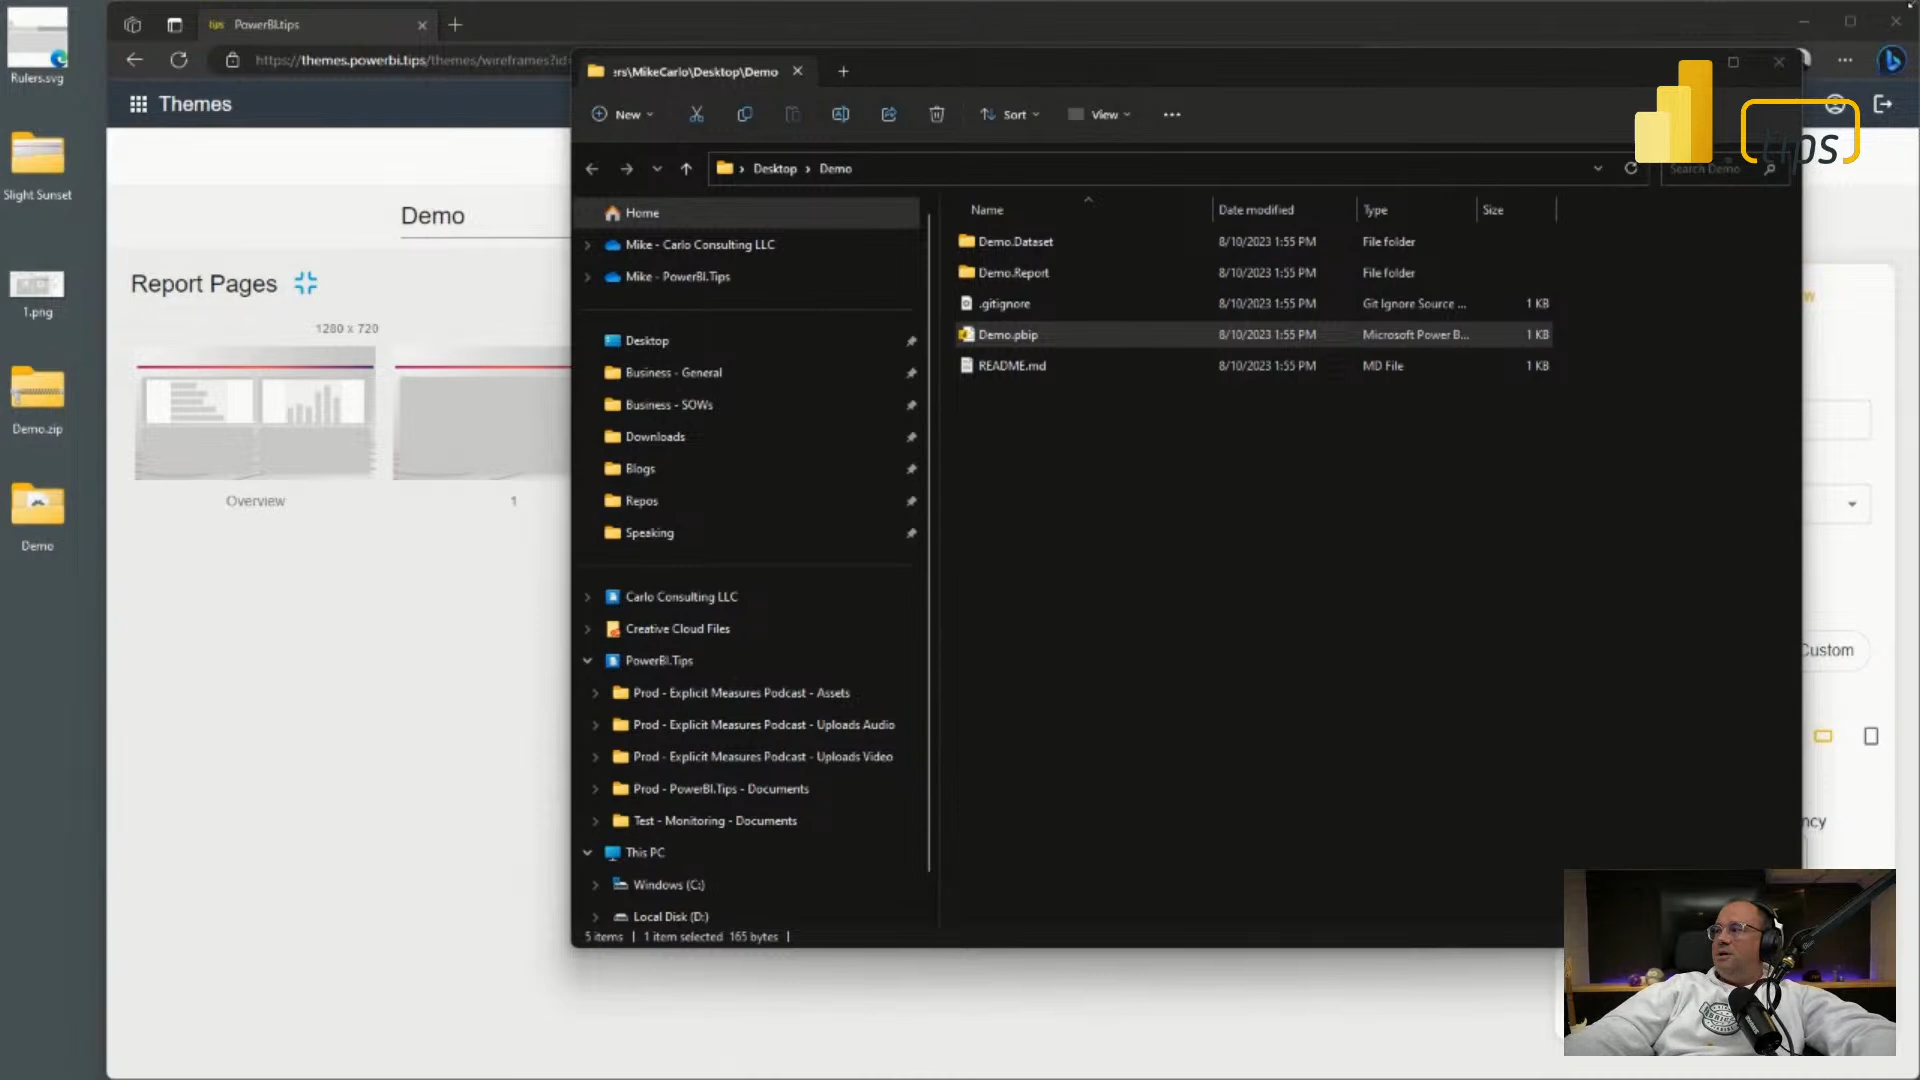 Rulers.svg
Slight Sunset
1.png
Demo.zip
Demo
tips PowerBI.tips
https://themes.powerbi.tips/themes/wireframes?id=
Themes
Demo
Report Pages
1280 x 720
Overview
1
ers\MikeCarlo\Desktop\Demo
New
Sort
View
Desktop > Demo
Search Demo
tips
Home
Mike - Carlo Consulting LLC
Mike - PowerBI.Tips
Desktop
Business - General
Business - SOWs
Downloads
Blogs
Repos
Speaking
Carlo Consulting LLC
Creative Cloud Files
PowerBI.Tips
Prod - Explicit Measures Podcast - Assets
Prod - Explicit Measures Podcast - Uploads Audio
Prod - Explicit Measures Podcast - Uploads Video
Prod - PowerBI.Tips - Documents
Test - Monitoring - Documents
This PC
Windows (C:)
Local Disk (D:)
5 items | 1 item selected 165 bytes |
Name Date modified Type Size
Demo.Dataset 8/10/2023 1:55 PM File folder
Demo.Report 8/10/2023 1:55 PM File folder
.gitignore 8/10/2023 1:55 PM Git Ignore Source ... 1 KB
Demo.pbip 8/10/2023 1:55 PM Microsoft Power B... 1 KB
README.md 8/10/2023 1:55 PM MD File 1 KB
Custom
ncy